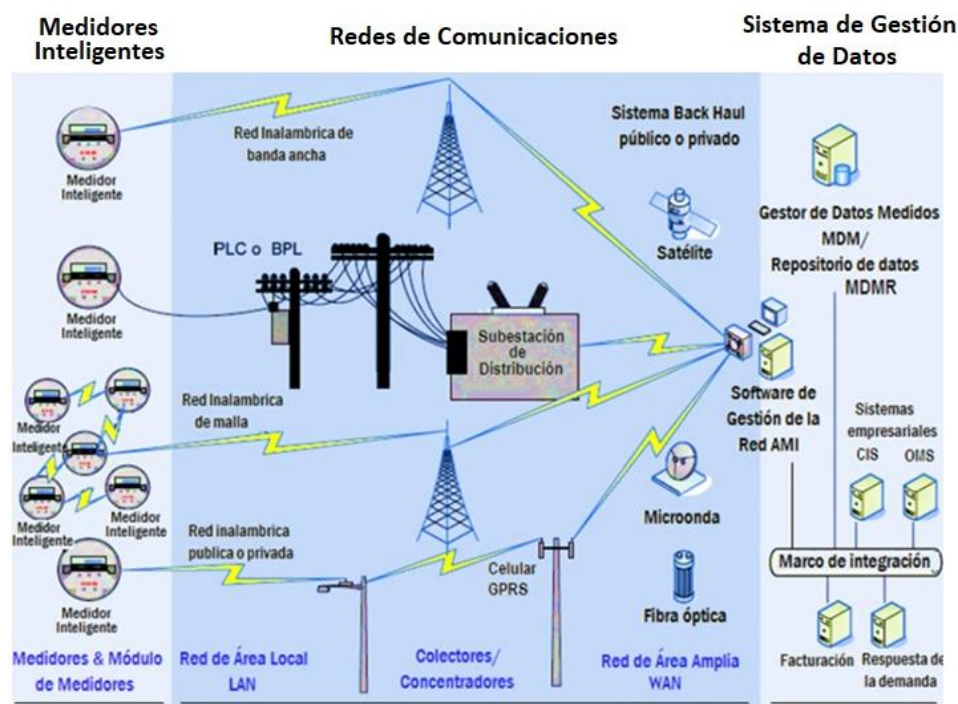 Medidores
Inteligentes
Redes de Comunicaciones
Sistema de Gestión
de Datos
Medidor
Inteligente
Red Inalambrica de
banda ancha
Sistema Back Haul
público o privado
Satélite
Gestor de Datos Medidos
MDM/
Repositorio de datos
MDMR
PLC o BPL
Medidor
Inteligente
Subestación
de
Distribución
Software de
Gestión de la
Red AMI
Red Inalambrica
de malla
Medidor
Inteligente
Medidor
Inteligente
Medidor
Inteligente
Sistemas
empresariales
CIS
OMS
Microonda
Red inalambrica
publica o privada
Celular
GPRS
Marco de integración
Medidor
Inteligente
Fibra óptica
Facturación
Respuesta de
la demanda
Medidores & Módulo
de Medidores
Red de Área Local
LAN
Colectores/
Concentradores
Red de Área Amplia
WAN